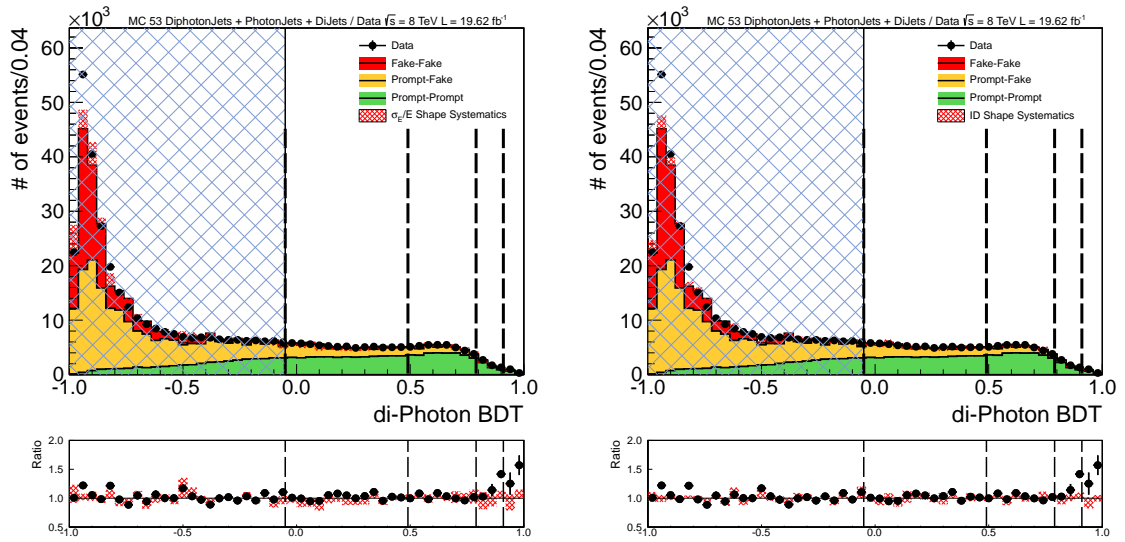 ×10³ MC 53 DiphotonJets + PhotonJets + DiJets / Data √s = 8 TeV L = 19.62 fb⁻¹
# of events/0.04
60
50
40
30
20
10
0
Data
Fake-Fake
Prompt-Fake
Prompt-Prompt
σE/E Shape Systematics
-1.0 -0.5 0.0 0.5 1.0
di-Photon BDT
Ratio
2.0
1.5
1.0
0.5
-1.0 -0.5 0.0 0.5 1.0
×10³ MC 53 DiphotonJets + PhotonJets + DiJets / Data √s = 8 TeV L = 19.62 fb⁻¹
# of events/0.04
60
50
40
30
20
10
0
Data
Fake-Fake
Prompt-Fake
Prompt-Prompt
ID Shape Systematics
-1.0 -0.5 0.0 0.5 1.0
di-Photon BDT
Ratio
2.0
1.5
1.0
0.5
-1.0 -0.5 0.0 0.5 1.0